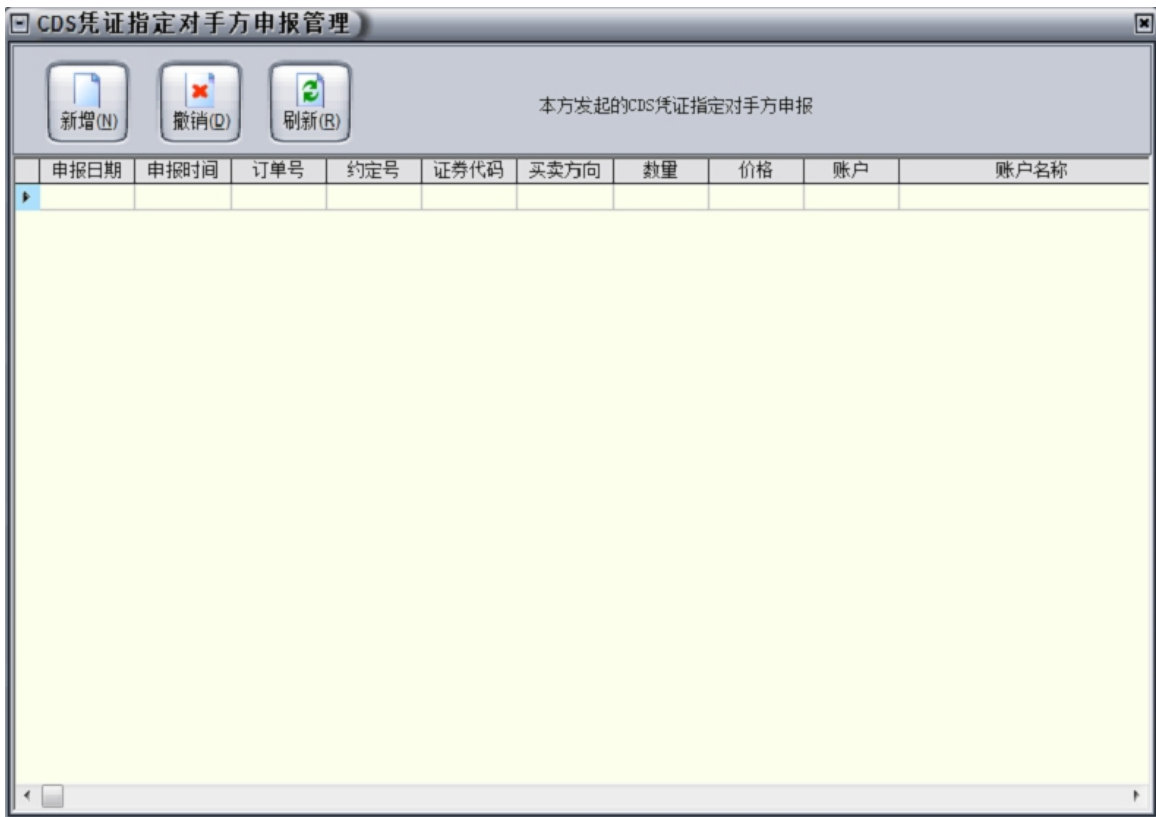 CDS凭证指定对手方申报管理
新增(N) 撤消(D) 刷新(R) 本方发起的CDS凭证指定对手方申报
申报日期 申报时间 订单号 约定号 证券代码 买卖方向 数量 价格 账户 账户名称